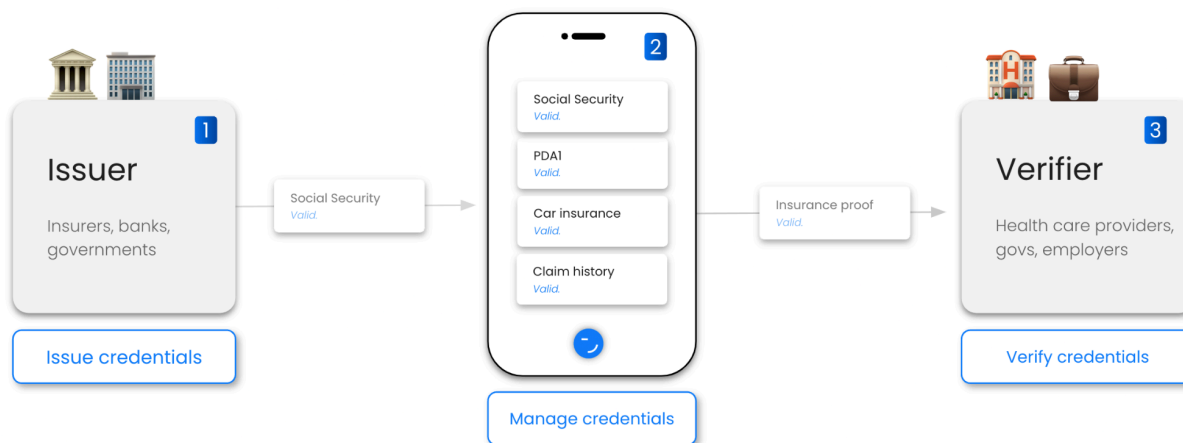 1
Issuer
Insurers, banks,
governments
Issue credentials
Social Security
Valid.
2
Social Security
Valid.
PDA1
Valid.
Car insurance
Valid.
Claim history
Valid.
Manage credentials
Insurance proof
Valid.
H
3
Verifier
Health care providers,
govs, employers
Verify credentials